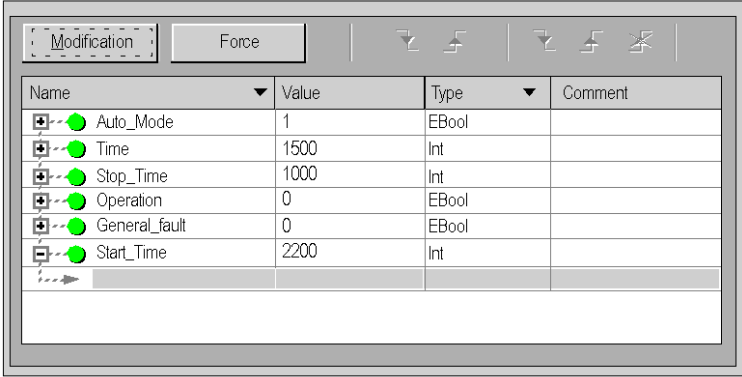 Modification Force
Name Value Type Comment
Auto_Mode 1 EBool
Time 1500 Int
Stop_Time 1000 Int
Operation 0 EBool
General_fault 0 EBool
Start_Time 2200 Int